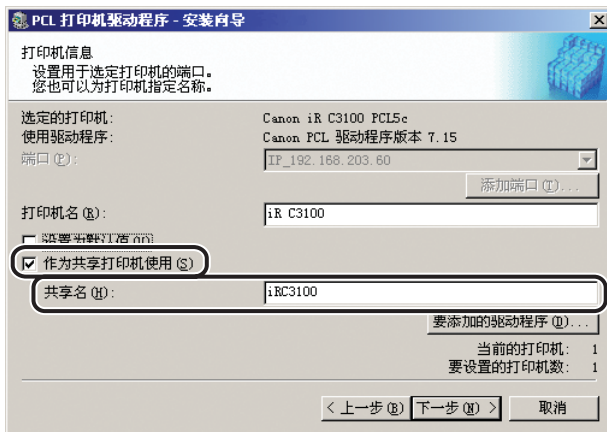 PCL 打印机驱动程序 - 安装向导
打印机信息
设置用于选定打印机的端口。
您也可以为打印机指定名称。
选定的打印机: Canon iR C3100 PCL5c
使用驱动程序: Canon PCL 驱动程序版本 7.15
端口(P): IP_192.168.203.60
添加端口(T)...
打印机名(R): iR C3100
设置为默认值(U)
作为共享打印机使用(S)
共享名(H): iRC3100
要添加的驱动程序(D)...
当前的打印机: 1
要设置的打印机数: 1
< 上一步(B) 下一步(N) > 取消